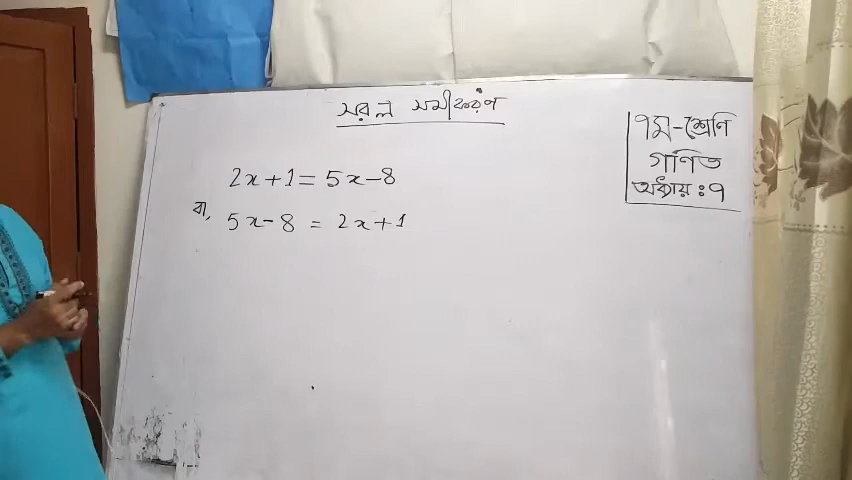 সরল সমীকরণ
৭ম-শ্রেণি
গণিত
অধ্যায়ঃ৭
2x+1=5x-8
বা, 5x-8 = 2x+1